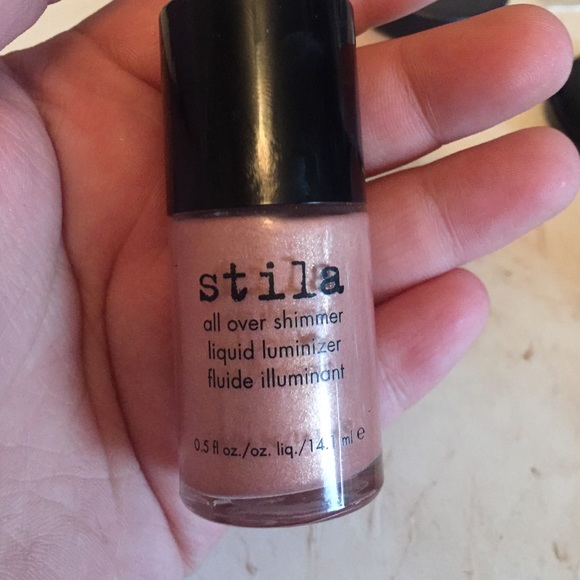 stila
all over shimmer
liquid luminizer
fluide illuminant
0.5 fl oz./oz. liq./14.1 ml e